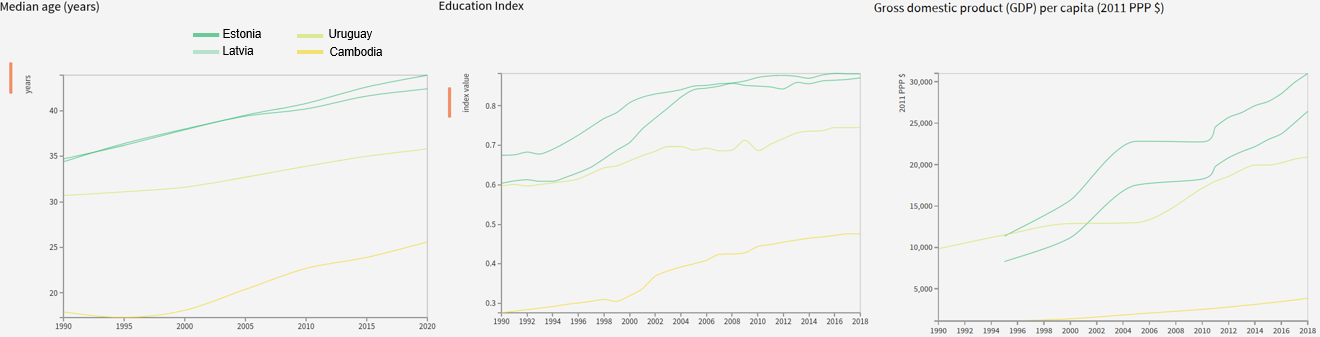 Median age (years)
Education Index
Gross domestic product (GDP) per capita (2011 PPP $)
Estonia
Uruguay
Latvia
Cambodia
years
40
35
30
25
20
1990 1995 2000 2005 2010 2015 2020
index value
0.8
0.7
0.6
0.5
0.4
0.3
1990 1992 1994 1996 1998 2000 2002 2004 2006 2008 2010 2012 2014 2016 2018
2011 PPP $
30,000
25,000
20,000
15,000
10,000
5,000
1990 1992 1994 1996 1998 2000 2002 2004 2006 2008 2010 2012 2014 2016 2018